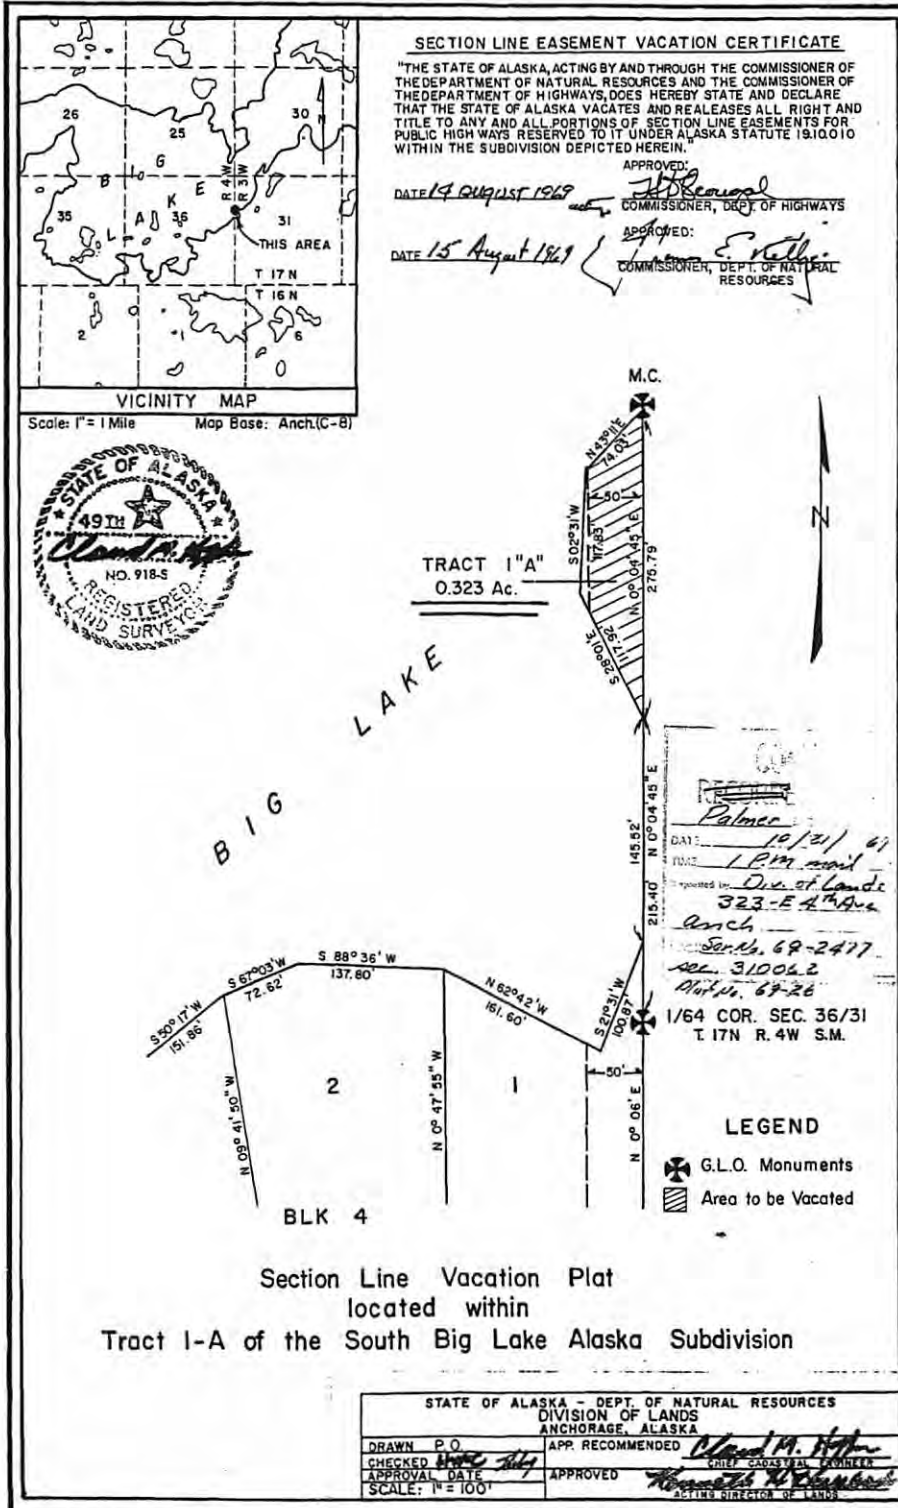 SECTION LINE EASEMENT VACATION CERTIFICATE
"THE STATE OF ALASKA, ACTING BY AND THROUGH THE COMMISSIONER OF
THE DEPARTMENT OF NATURAL RESOURCES AND THE COMMISSIONER OF
THE DEPARTMENT OF HIGHWAYS, DOES HEREBY STATE AND DECLARE
THAT THE STATE OF ALASKA VACATES AND REALEASES ALL RIGHT AND
TITLE TO ANY AND ALL PORTIONS OF SECTION LINE EASEMENTS FOR
PUBLIC HIGH WAYS RESERVED TO IT UNDER ALASKA STATUTE 19.10.010
WITHIN THE SUBDIVISION DEPICTED HEREIN."
APPROVED:
DATE 14 AUGUST 1969
COMMISSIONER, DEPT. OF HIGHWAYS
APPROVED:
DATE 15 August 1969
COMMISSIONER, DEPT. OF NATURAL
RESOURCES
26
25
30
N
B I G
L A K E
35
36
31
R 4 W
R 3 W
THIS AREA
T 17 N
T 16 N
2
1
6
VICINITY MAP
Scale: 1" = 1 Mile Map Base: Anch.(C-8)
STATE OF ALASKA
49TH
NO. 918-S
REGISTERED
LAND SURVEYOR
M.C.
N 43°11'E
74.03'
50'
S 02°31'W
117.83'
N 0° 04' 45" E
275.79'
TRACT 1"A"
0.323 Ac.
S 28°01'E
117.92
N
BIG LAKE
145.52'
N 0° 04' 45" E
215.40'
Palmer
DATE 10/21/ 69
TIME 1 P.M. mail
Requested by Div. of Lands
323-E 4th Ave
Anch
Ser. No. 69-2477
310062
Plat No. 69-26
S 50°17'W
151.86'
S 67°03'W
72.62'
S 88°36'W
137.80'
N 62°42'W
161.60'
S 21°31'W
100.87'
1/64 COR. SEC. 36/31
T. 17N R. 4W S.M.
50'
2
1
N 09° 41' 50" W
N 0° 47' 55" W
N 0° 06' E
BLK 4
LEGEND
G.L.O. Monuments
Area to be Vacated
Section Line Vacation Plat
located within
Tract 1-A of the South Big Lake Alaska Subdivision
STATE OF ALASKA - DEPT. OF NATURAL RESOURCES
DIVISION OF LANDS
ANCHORAGE, ALASKA
DRAWN P.O.
APP. RECOMMENDED
CHIEF CADASTRAL ENGINEER
CHECKED
APPROVAL DATE
APPROVED
ACTING DIRECTOR OF LANDS
SCALE: 1" = 100'